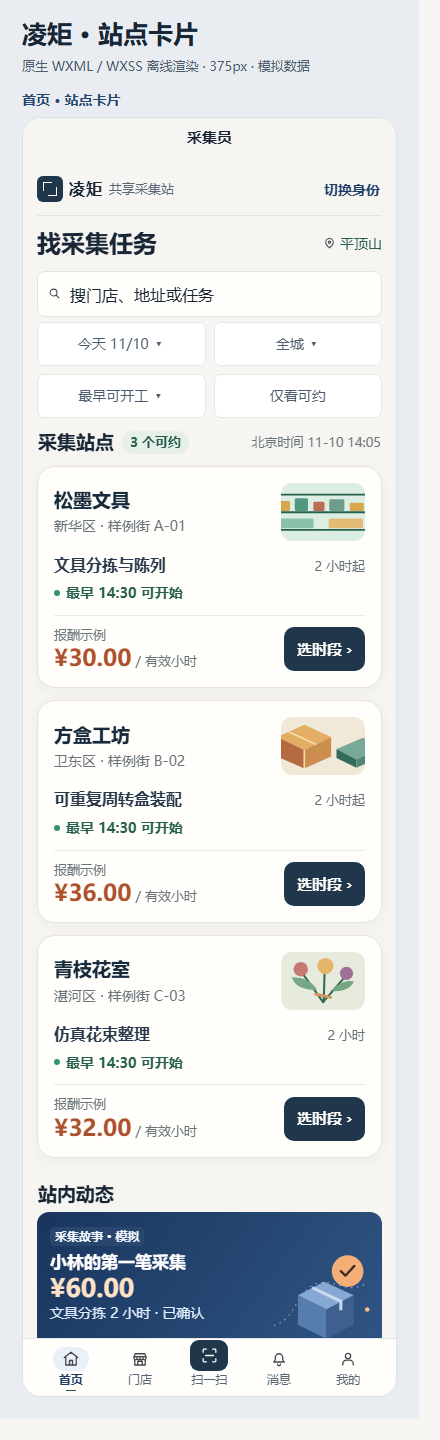 凌矩 • 站点卡片
原生 WXML / WXSS 离线渲染 · 375px · 模拟数据
首页 • 站点卡片
采集员
凌矩 共享采集站 切换身份
找采集任务 平顶山
搜门店、地址或任务
今天 11/10 ▾ 全城 ▾
最早可开工 ▾ 仅看可约
采集站点 3 个可约 北京时间 11-10 14:05
松墨文具
新华区 · 样例街 A-01
文具分拣与陈列 2 小时起
最早 14:30 可开始
报酬示例
¥30.00 / 有效小时 选时段 ›
方盒工坊
卫东区 · 样例街 B-02
可重复周转盒装配 2 小时起
最早 14:30 可开始
报酬示例
¥36.00 / 有效小时 选时段 ›
青枝花室
湛河区 · 样例街 C-03
仿真花束整理 2 小时
最早 14:30 可开始
报酬示例
¥32.00 / 有效小时 选时段 ›
站内动态
采集故事 • 模拟
小林的第一笔采集
¥60.00
文具分拣 2 小时 · 已确认
首页 门店 扫一扫 消息 我的